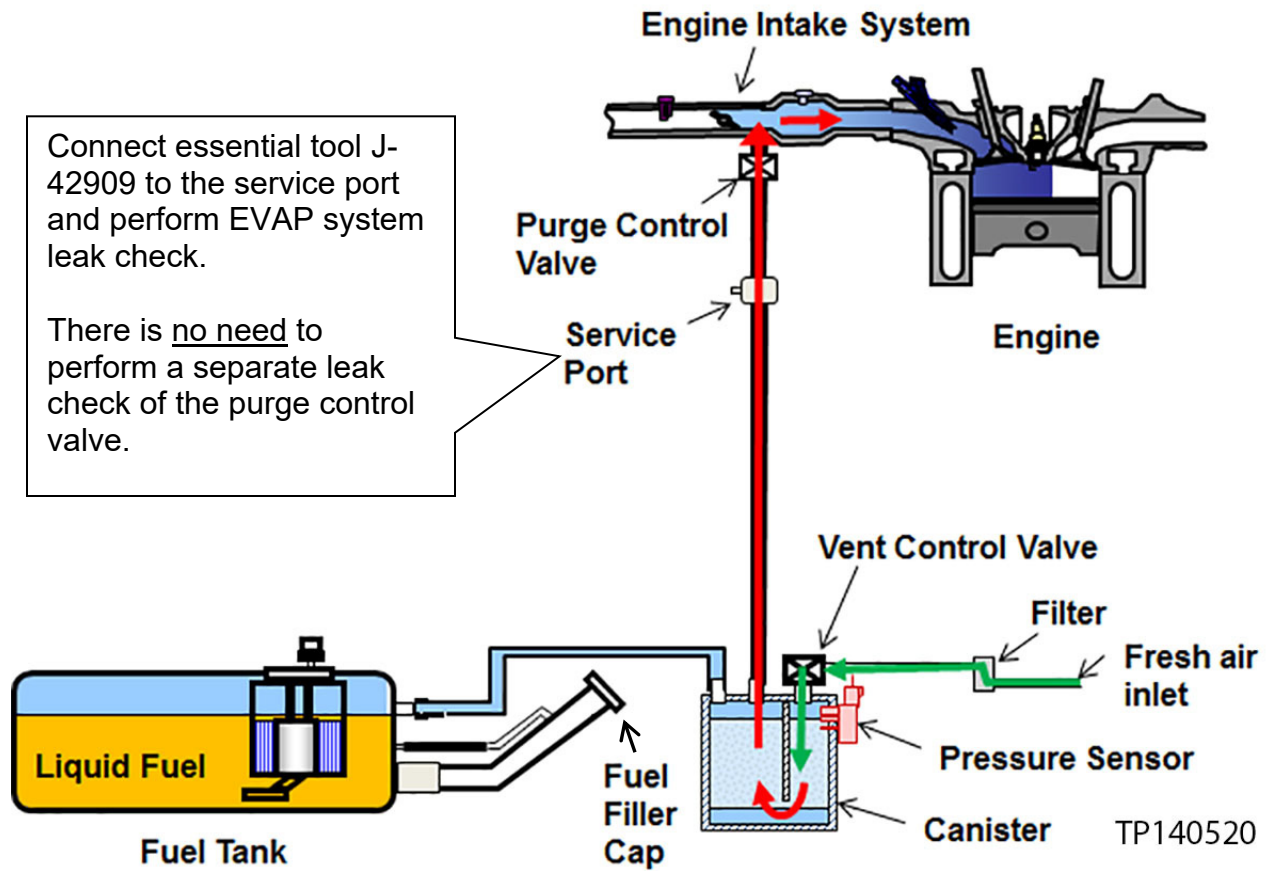 Engine Intake System
Connect essential tool J-
42909 to the service port
and perform EVAP system
leak check.
There is no need to
perform a separate leak
check of the purge control
valve.
Purge Control
Valve
Service
Port
Engine
Vent Control Valve
Filter
Fresh air
inlet
Liquid Fuel
Pressure Sensor
Fuel
Filler
Cap
Canister
TP140520
Fuel Tank